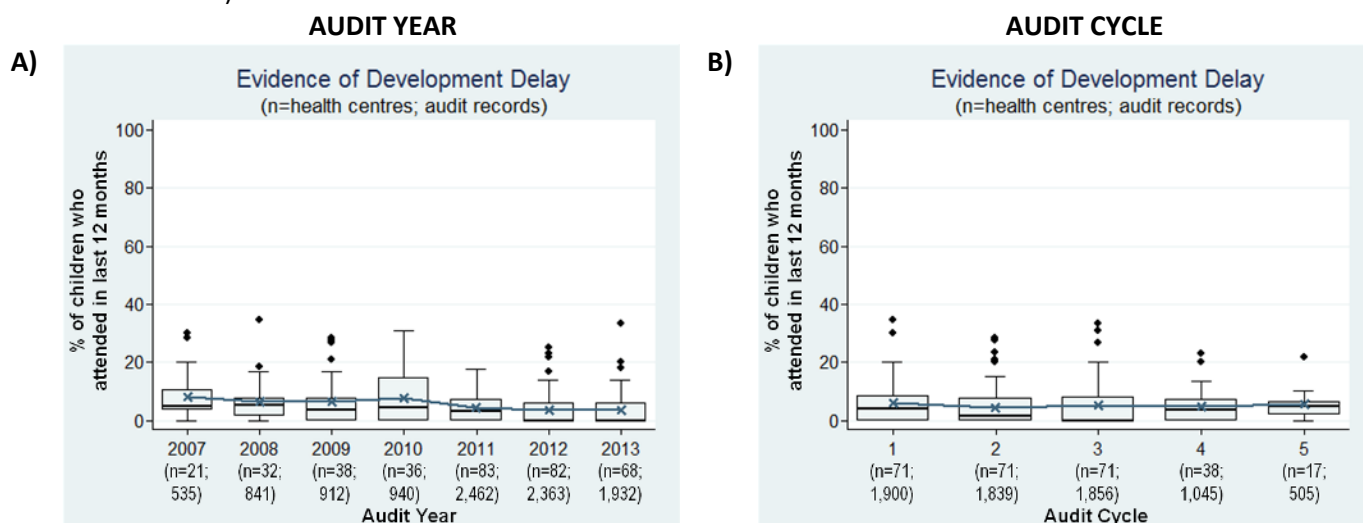 AUDIT YEAR
A)
Evidence of Development Delay
(n=health centres; audit records)
% of children who
attended in last 12 months
100
80
60
40
20
0
2007 2008 2009 2010 2011 2012 2013
(n=21; (n=32; (n=38; (n=36; (n=83; (n=82; (n=68;
535) 841) 912) 940) 2,462) 2,363) 1,932)
Audit Year
AUDIT CYCLE
B)
Evidence of Development Delay
(n=health centres; audit records)
% of children who
attended in last 12 months
100
80
60
40
20
0
1 2 3 4 5
(n=71; (n=71; (n=71; (n=38; (n=17;
1,900) 1,839) 1,856) 1,045) 505)
Audit Cycle